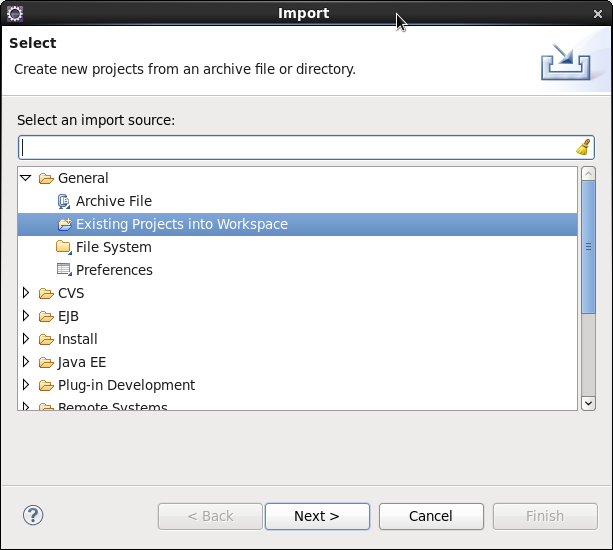 Import
Select
Create new projects from an archive file or directory.
Select an import source:
General
Archive File
Existing Projects into Workspace
File System
Preferences
CVS
EJB
Install
Java EE
Plug-in Development
Remote Systems
?
< Back
Next >
Cancel
Finish